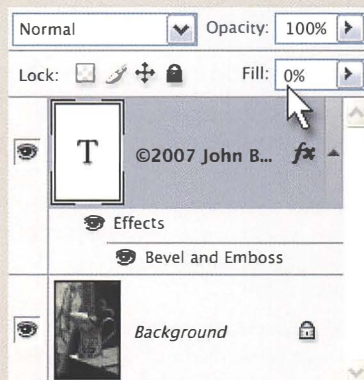 Normal Opacity: 100%
Lock: Fill: 0%
T ©2007 John B... fx
Effects
Bevel and Emboss
Background